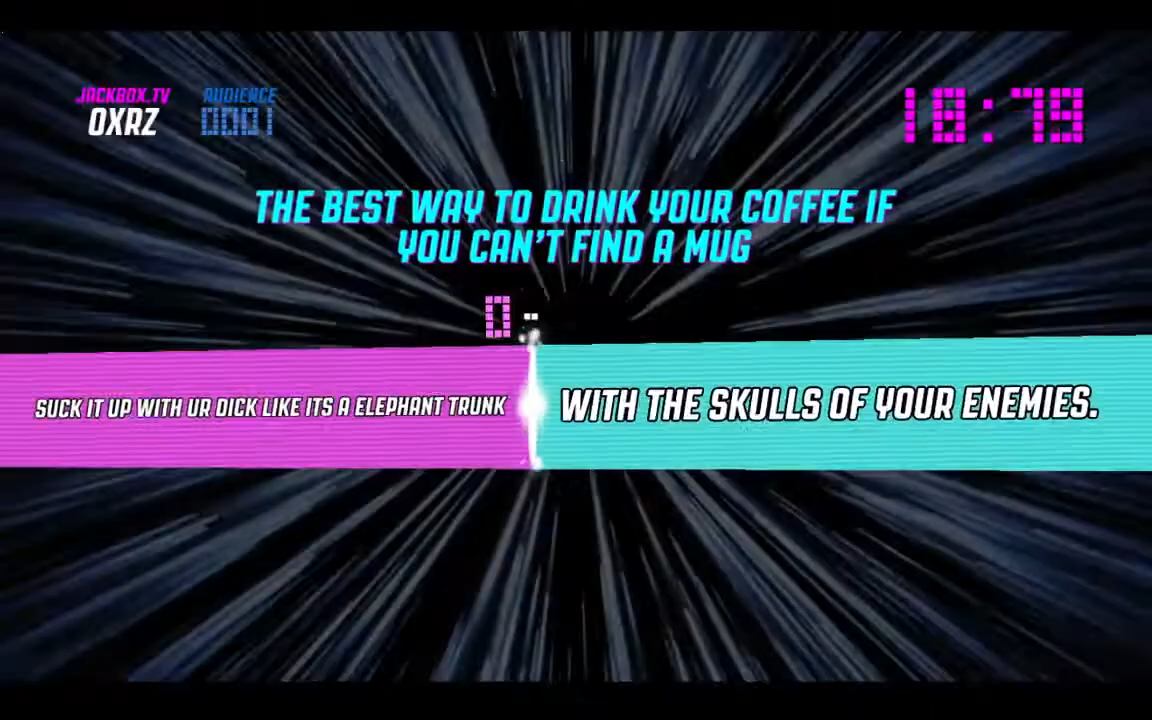 JACKBOX.TV
OXRZ
AUDIENCE
0001
18:79
THE BEST WAY TO DRINK YOUR COFFEE IF
YOU CAN'T FIND A MUG
0-
SUCK IT UP WITH UR DICK LIKE ITS A ELEPHANT TRUNK
WITH THE SKULLS OF YOUR ENEMIES.